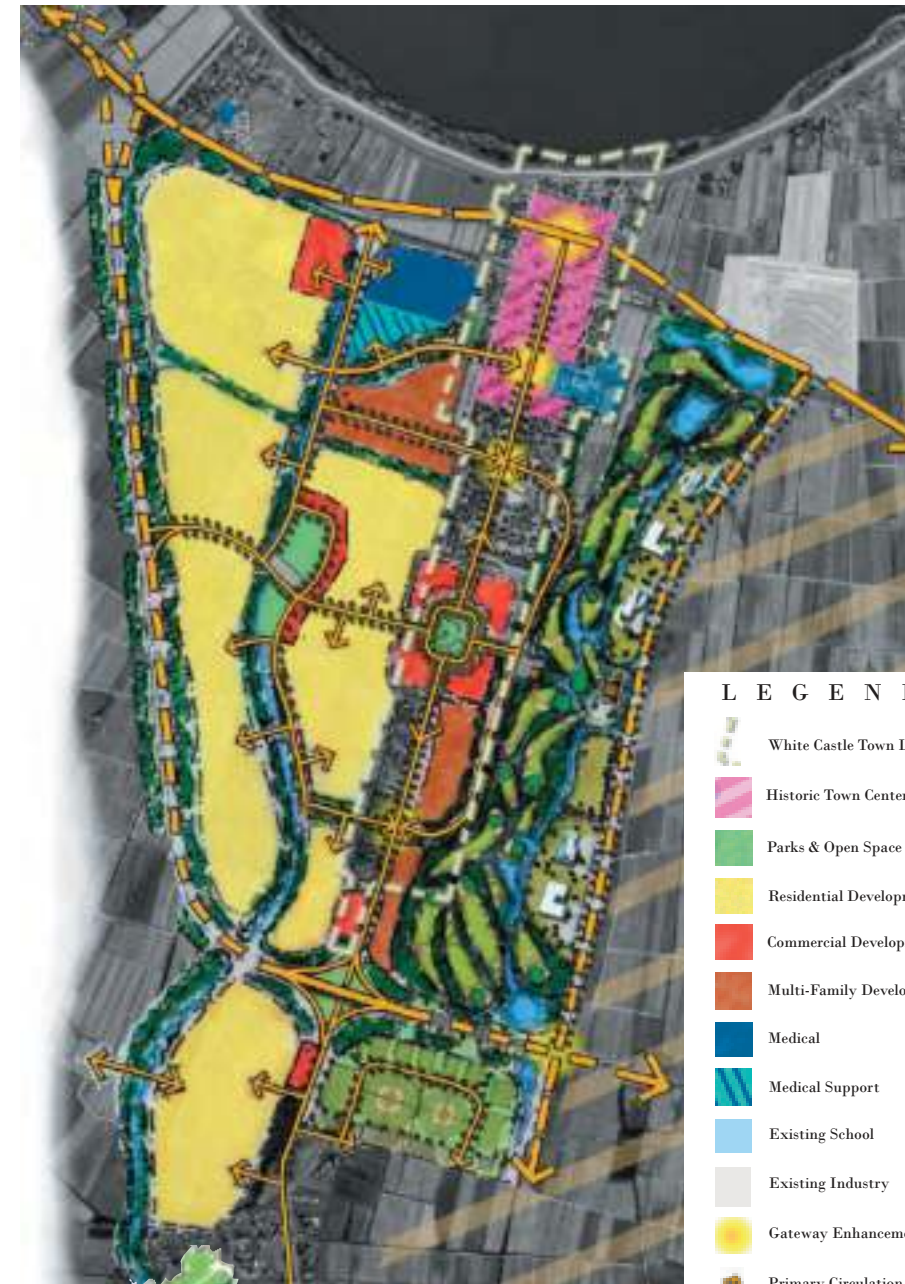 L E G E N
White Castle Town
Historic Town Center
Parks & Open Space
Residential Developm
Commercial Develop
Multi-Family Develo
Medical
Medical Support
Existing School
Existing Industry
Gateway Enhanceme
Primary Circulation